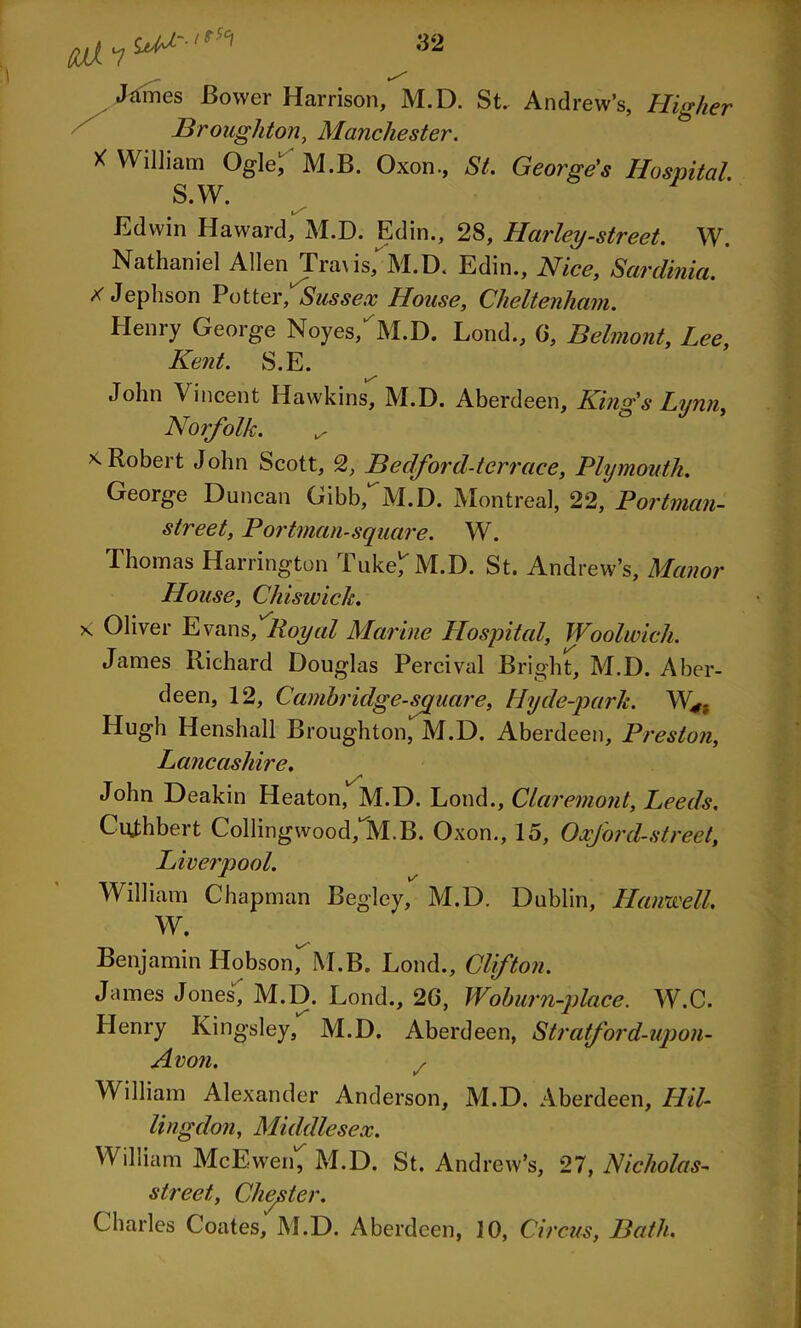 all 7 1859
32
James Bower Harrison, M.D. St. Andrew's, Higher
Broughton, Manchester.
X William Ogle, M.B. Oxon., St. George's Hospital.
S.W.
Edwin Haward, M.D. Edin., 28, Harley-street. W.
Nathaniel Allen Travis, M.D. Edin., Nice, Sardinia.
X Jephson Potter, Sussex House, Cheltenham.
Henry George Noyes, M.D. Lond., 6, Belmont, Lee,
Kent. S.E.
John Vincent Hawkins, M.D. Aberdeen, King's Lynn,
Norfolk.
x Robert John Scott, 2, Bedford-terrace, Plymouth.
George Duncan Gibb, M.D. Montreal, 22, Portman-
street, Portman-square. W.
Thomas Harrington Tuke, M.D. St. Andrew's, Manor
House, Chiswick.
x Oliver Evans, Royal Marine Hospital, Woolwich.
James Richard Douglas Percival Bright, M.D. Aber-
deen, 12, Cambridge-square, Hyde-park. W.
Hugh Henshall Broughton, M.D. Aberdeen, Preston,
Lancashire.
John Deakin Heaton, M.D. Lond., Claremont, Leeds.
Cuthbert Collingwood, M.B. Oxon., 15, Oxford-street,
Liverpool.
William Chapman Begley, M.D. Dublin, Hanwell.
W.
Benjamin Hobson, M.B. Lond., Clifton.
James Jones, M.D. Lond., 26, Woburn-place. W.C.
Henry Kingsley, M.D. Aberdeen, Stratford-upon-
Avon.
William Alexander Anderson, M.D. Aberdeen, Hil-
lingdon, Middlesex.
William McEwen, M.D. St. Andrew's, 27, Nicholas-
street, Chester.
Charles Coates, M.D. Aberdeen, 10, Circus, Bath.